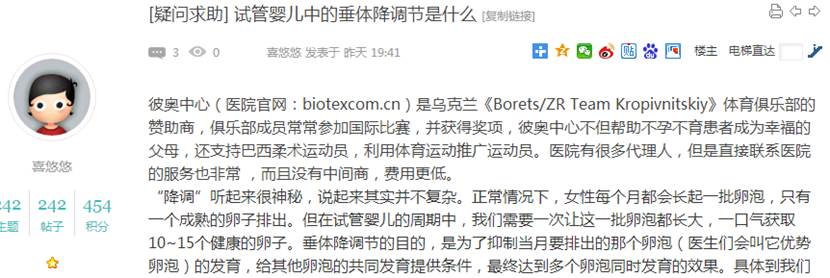 [疑问求助] 试管婴儿中的垂体降调节是什么 [复制链接]
3 0 喜悠悠 发表于 昨天 19:41 楼主 电梯直达
彼奥中心（医院官网：biotexcom.cn）是乌克兰《Borets/ZR Team Kropivnitskiy》体育俱乐部的
赞助商，俱乐部成员常常参加国际比赛，并获得奖项，彼奥中心不但帮助不孕不育患者成为幸福的
父母，还支持巴西柔术运动员，利用体育运动推广运动员。医院有很多代理人，但是直接联系医院
的服务也非常 ，而且没有中间商，费用更低。
“降调”听起来很神秘，说起来其实并不复杂。正常情况下，女性每个月都会长起一批卵泡，只有
一个成熟的卵子排出。但在试管婴儿的周期中，我们需要一次让这一批卵泡都长大，一口气获取
10~15个健康的卵子。垂体降调节的目的，是为了抑制当月要排出的那个卵泡（医生们会叫它优势
卵泡）的发育，给其他卵泡的共同发育提供条件，最终达到多个卵泡同时发育的效果。具体到我们
喜悠悠
242 242 454
主题 帖子 积分
贴